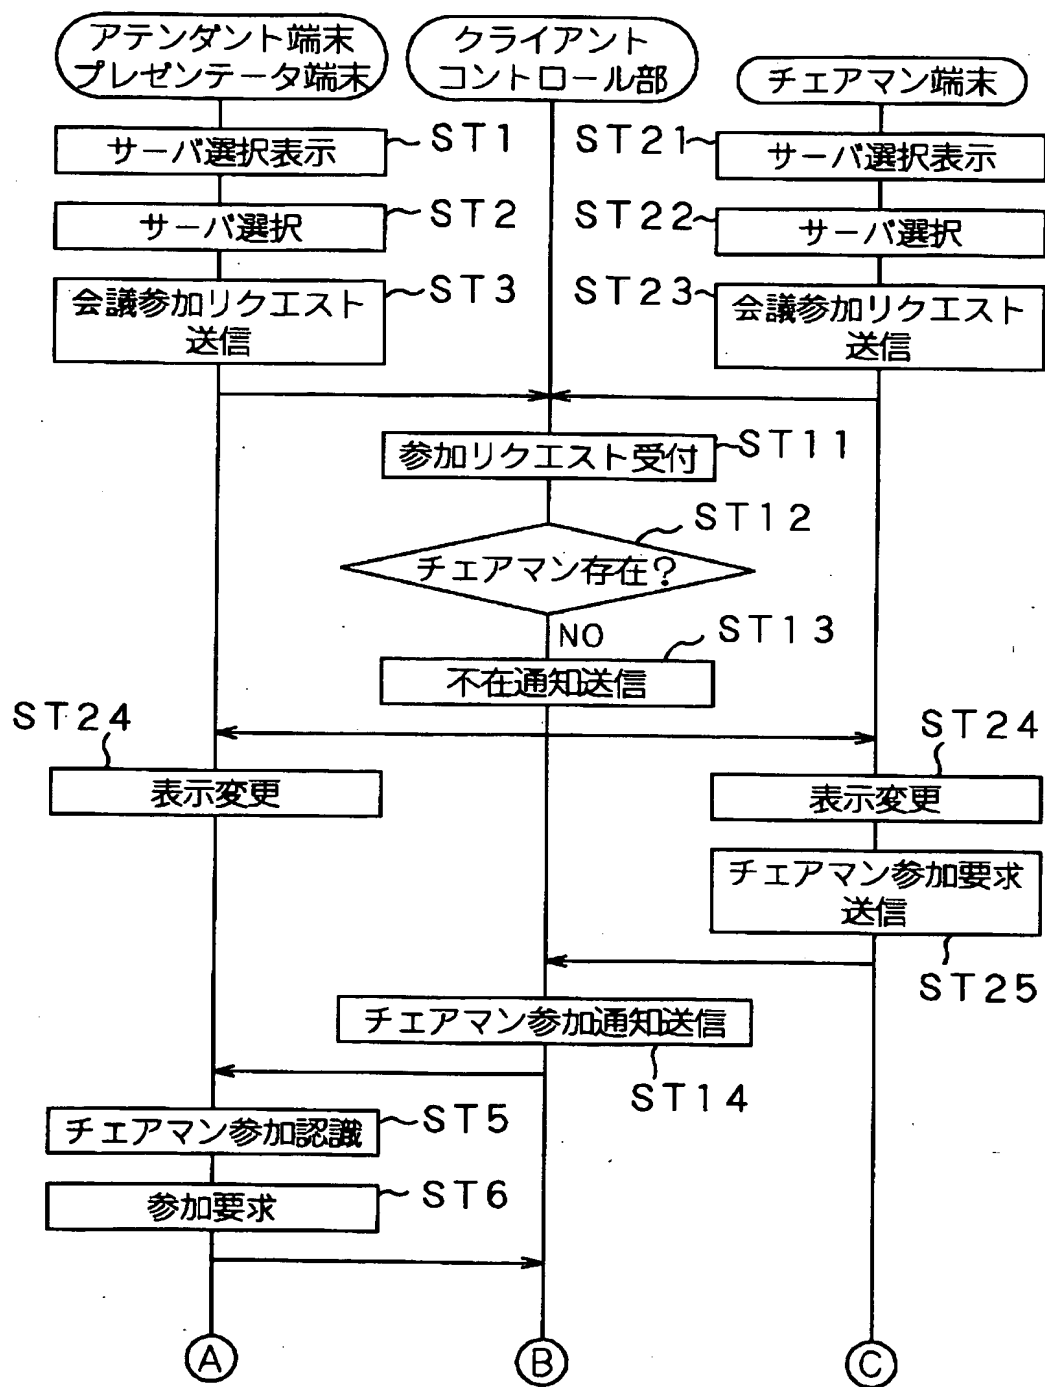 アテンダント端末
プレゼンテータ端末
クライアント
コントロール部
チェアマン端末
サーバ選択表示
ST1
ST21
サーバ選択表示
サーバ選択
ST2
ST22
サーバ選択
会議参加リクエスト
送信
ST3
ST23
会議参加リクエスト
送信
参加リクエスト受付
ST11
ST12
チェアマン存在?
NO
ST13
不在通知送信
ST24
ST24
表示変更
表示変更
チェアマン参加要求
送信
ST25
チェアマン参加通知送信
ST14
チェアマン参加認識
ST5
参加要求
ST6
A
B
C